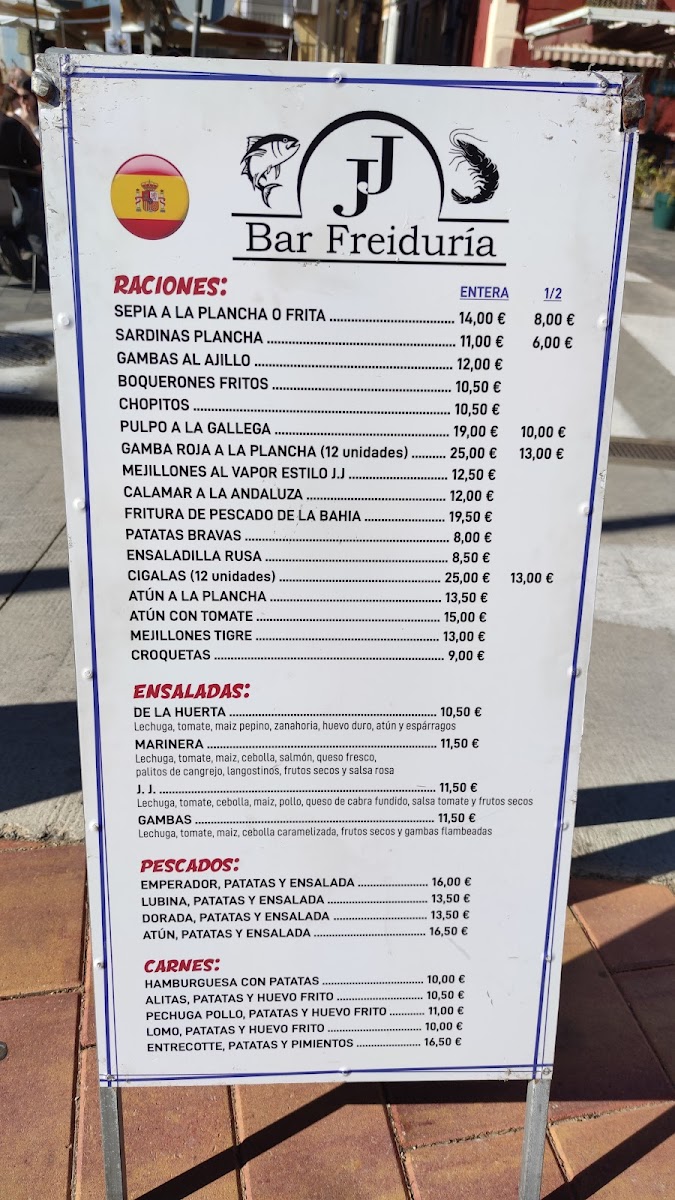 JJ
Bar Freiduría
RACIONES: ENTERA 1/2
SEPIA A LA PLANCHA O FRITA 14,00 € 8,00 €
SARDINAS PLANCHA 11,00 € 6,00 €
GAMBAS AL AJILLO 12,00 €
BOQUERONES FRITOS 10,50 €
CHOPITOS 10,50 €
PULPO A LA GALLEGA 19,00 € 10,00 €
GAMBA ROJA A LA PLANCHA (12 unidades) 25,00 € 13,00 €
MEJILLONES AL VAPOR ESTILO J.J 12,50 €
CALAMAR A LA ANDALUZA 12,00 €
FRITURA DE PESCADO DE LA BAHIA 19,50 €
PATATAS BRAVAS 8,00 €
ENSALADILLA RUSA 8,50 €
CIGALAS (12 unidades) 25,00 € 13,00 €
ATÚN A LA PLANCHA 13,50 €
ATÚN CON TOMATE 15,00 €
MEJILLONES TIGRE 13,00 €
CROQUETAS 9,00 €
ENSALADAS:
DE LA HUERTA 10,50 €
Lechuga, tomate, maiz pepino, zanahoria, huevo duro, atún y espárragos
MARINERA 11,50 €
Lechuga, tomate, maiz, cebolla, salmón, queso fresco,
palitos de cangrejo, langostinos, frutos secos y salsa rosa
J. J. 11,50 €
Lechuga, tomate, cebolla, maiz, pollo, queso de cabra fundido, salsa tomate y frutos secos
GAMBAS 11,50 €
Lechuga, tomate, maiz, cebolla caramelizada, frutos secos y gambas flambeadas
PESCADOS:
EMPERADOR, PATATAS Y ENSALADA 16,00 €
LUBINA, PATATAS Y ENSALADA 13,50 €
DORADA, PATATAS Y ENSALADA 13,50 €
ATÚN, PATATAS Y ENSALADA 16,50 €
CARNES:
HAMBURGUESA CON PATATAS 10,00 €
ALITAS, PATATAS Y HUEVO FRITO 10,50 €
PECHUGA POLLO, PATATAS Y HUEVO FRITO 11,00 €
LOMO, PATATAS Y HUEVO FRITO 10,00 €
ENTRECOTTE, PATATAS Y PIMIENTOS 16,50 €